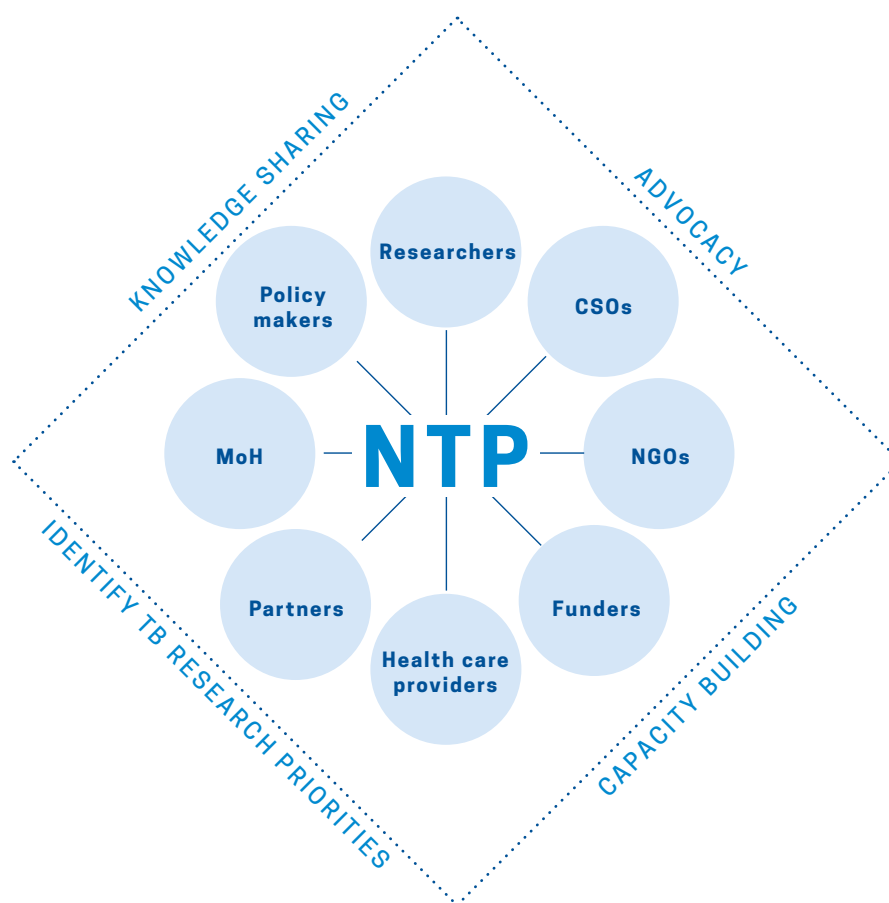 KNOWLEDGE SHARING
ADVOCACY
Researchers
Policy
makers
CSOs
MoH
NTP
NGOs
Partners
Funders
Health care
providers
IDENTIFY TB RESEARCH PRIORITIES
CAPACITY BUILDING